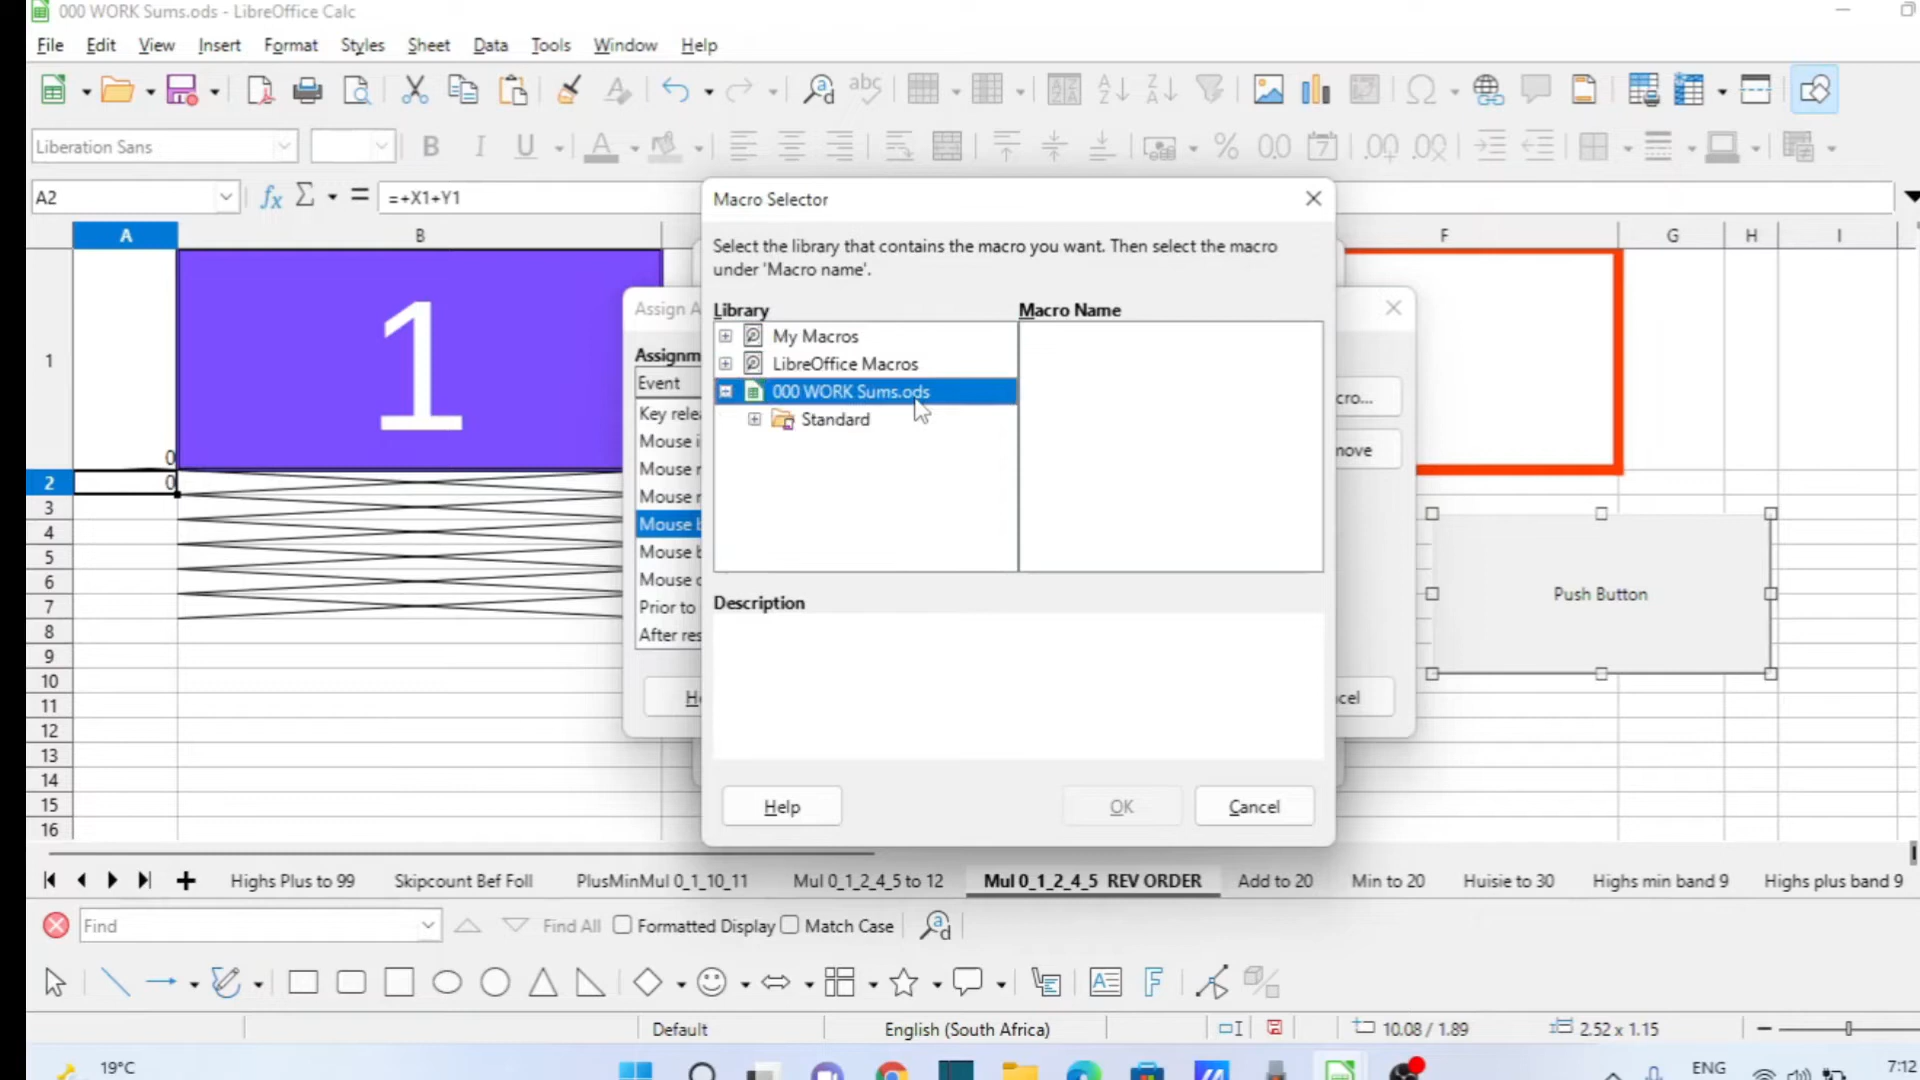 000 WORK Sums.ods - LibreOffice Calc
File Edit View Insert Format Styles Sheet Data Tools Window Help
Liberation Sans
A2 =+X1+Y1
A B F G H I
1
1
0
2 0
3
4
5
6
7
8
9
10
11
12
13
14
15
16
Assign A
Assignm
Event
Key rele
Mouse i
Mouse r
Mouse r
Mouse b
Mouse b
Mouse o
Prior to
After res
cro...
nove
He
cel
Macro Selector
Select the library that contains the macro you want. Then select the macro
under 'Macro name'.
Library Macro Name
My Macros
LibreOffice Macros
000 WORK Sums.ods
Standard
Description
Help OK Cancel
Push Button
Highs Plus to 99 Skipcount Bef Foll PlusMinMul 0_1_10_11 Mul 0_1_2_4_5 to 12 Mul 0_1_2_4_5 REV ORDER Add to 20 Min to 20 Huisie to 30 Highs min band 9 Highs plus band 9
Find Find All Formatted Display Match Case
Default English (South Africa) 10.08 / 1.89 2.52 x 1.15
19°C ENG 7:12